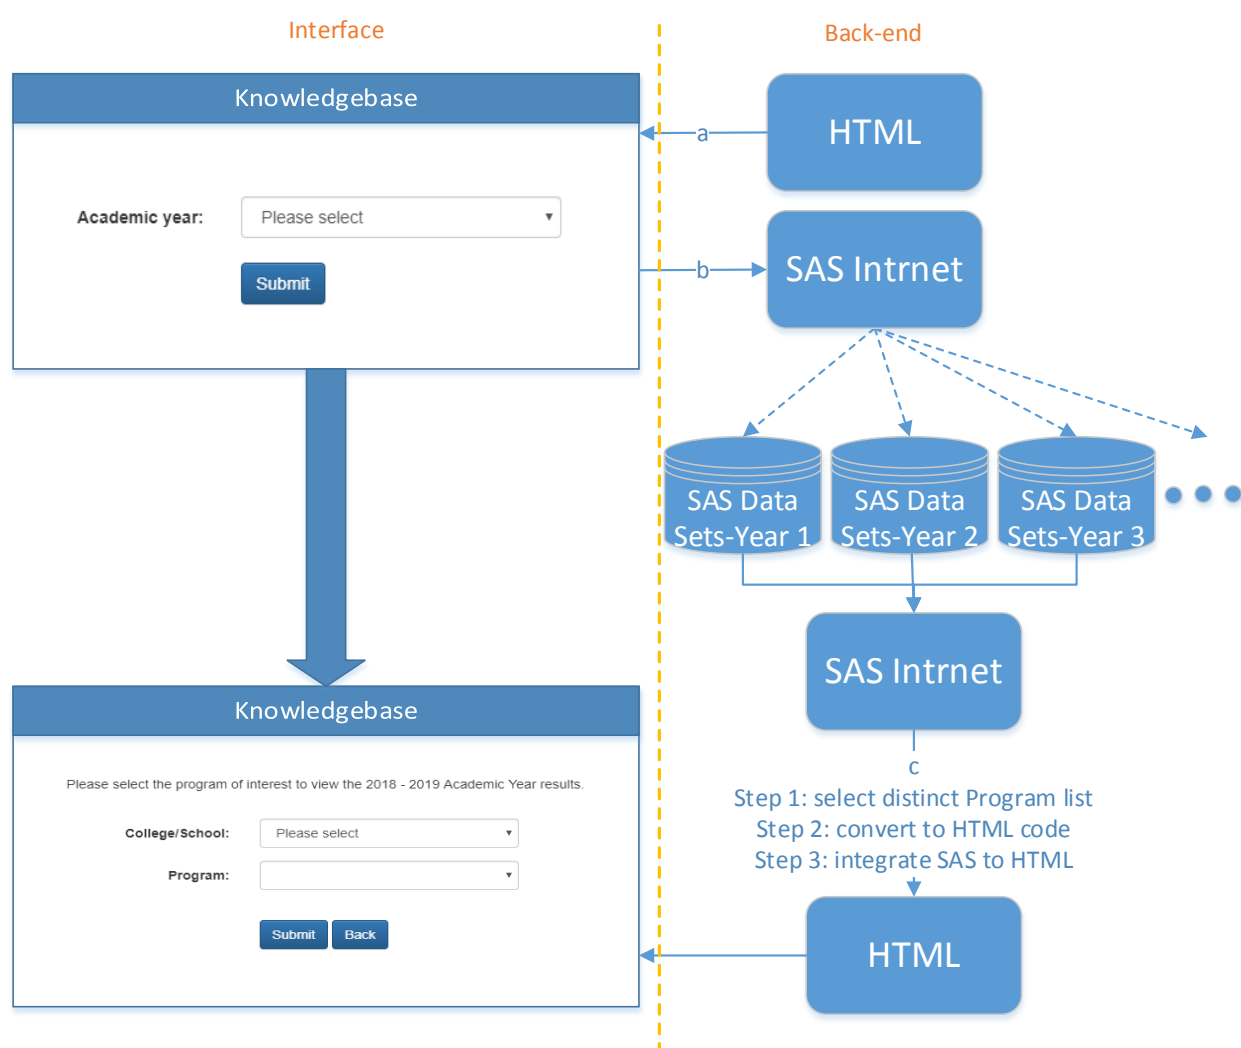 Interface
Back-end
Knowledgebase
HTML
a
Academic year:
Please select
Submit
b
SAS Intrnet
SAS Data
Sets-Year 1
SAS Data
Sets-Year 2
SAS Data
Sets-Year 3
SAS Intrnet
Knowledgebase
Please select the program of interest to view the 2018 - 2019 Academic Year results.
College/School:
Please select
Program:
Submit
Back
c
Step 1: select distinct Program list
Step 2: convert to HTML code
Step 3: integrate SAS to HTML
HTML